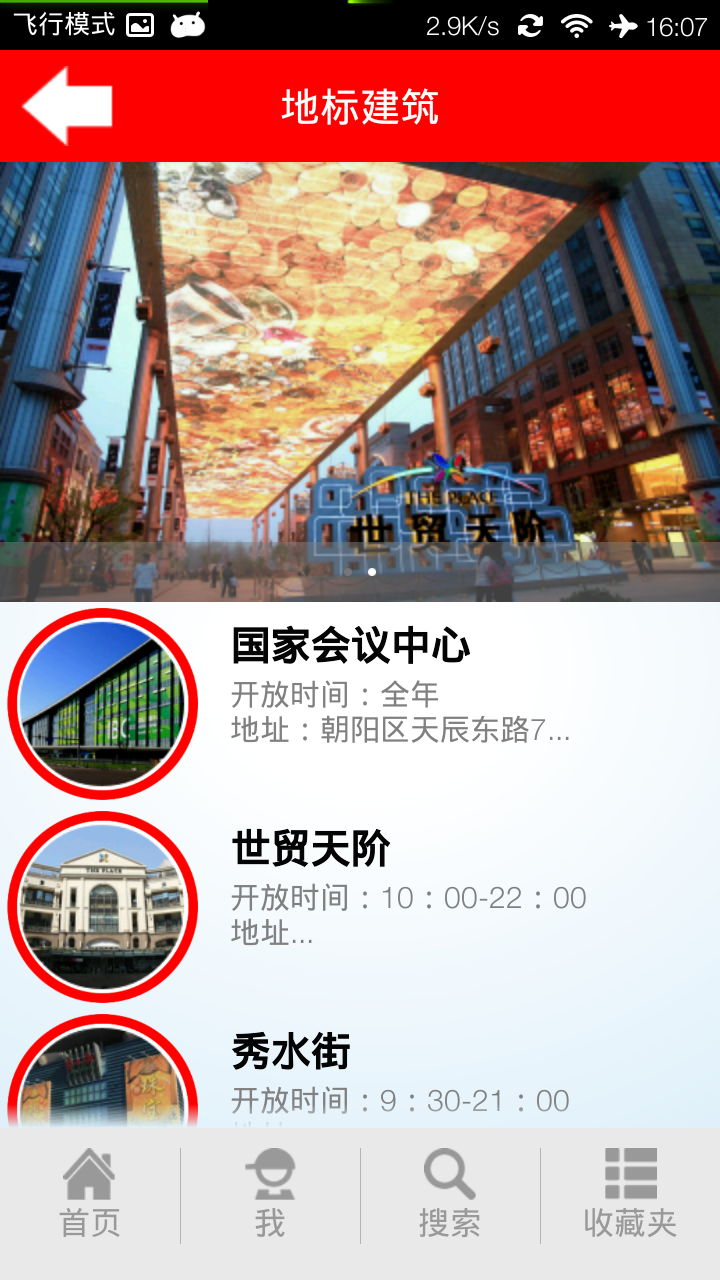 飞行模式
2.9K/s
16:07
地标建筑
THE PLACE
世贸天阶
IBC
国家会议中心
开放时间：全年
地址：朝阳区天辰东路7...
THE PLACE
世贸天阶
开放时间：10：00-22：00
地址...
秀水街
开放时间：9：30-21：00
首页
我
搜索
收藏夹